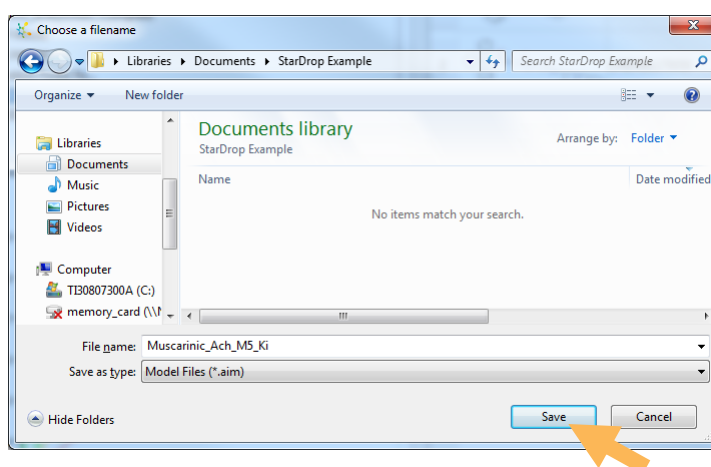 Choose a filename
Libraries Documents StarDrop Example
Search StarDrop Example
Organize
New folder
Documents library
StarDrop Example
Arrange by: Folder
Name
Date modified
No items match your search.
Libraries
Documents
Music
Pictures
Videos
Computer
TI30807300A (C:)
memory_card (\\
File name: Muscarinic_Ach_M5_Ki
Save as type: Model Files (*.aim)
Hide Folders
Save
Cancel